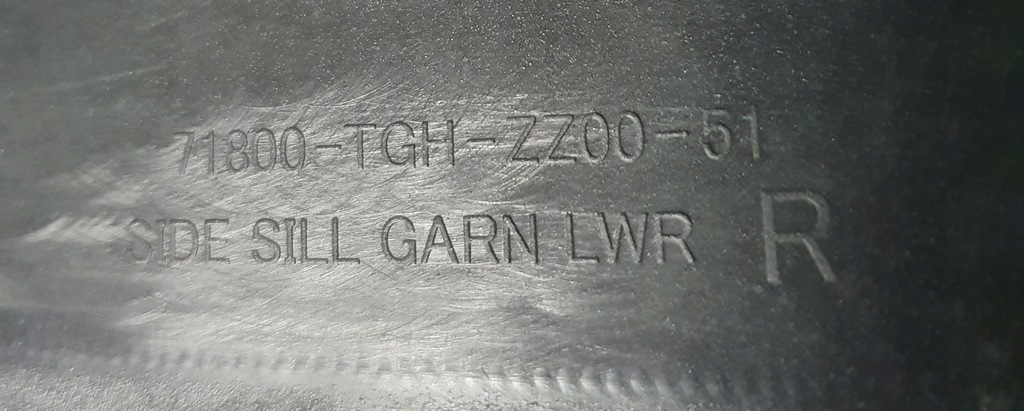 71800-TGH-ZZ00-51
SIDE SILL GARN LWR R